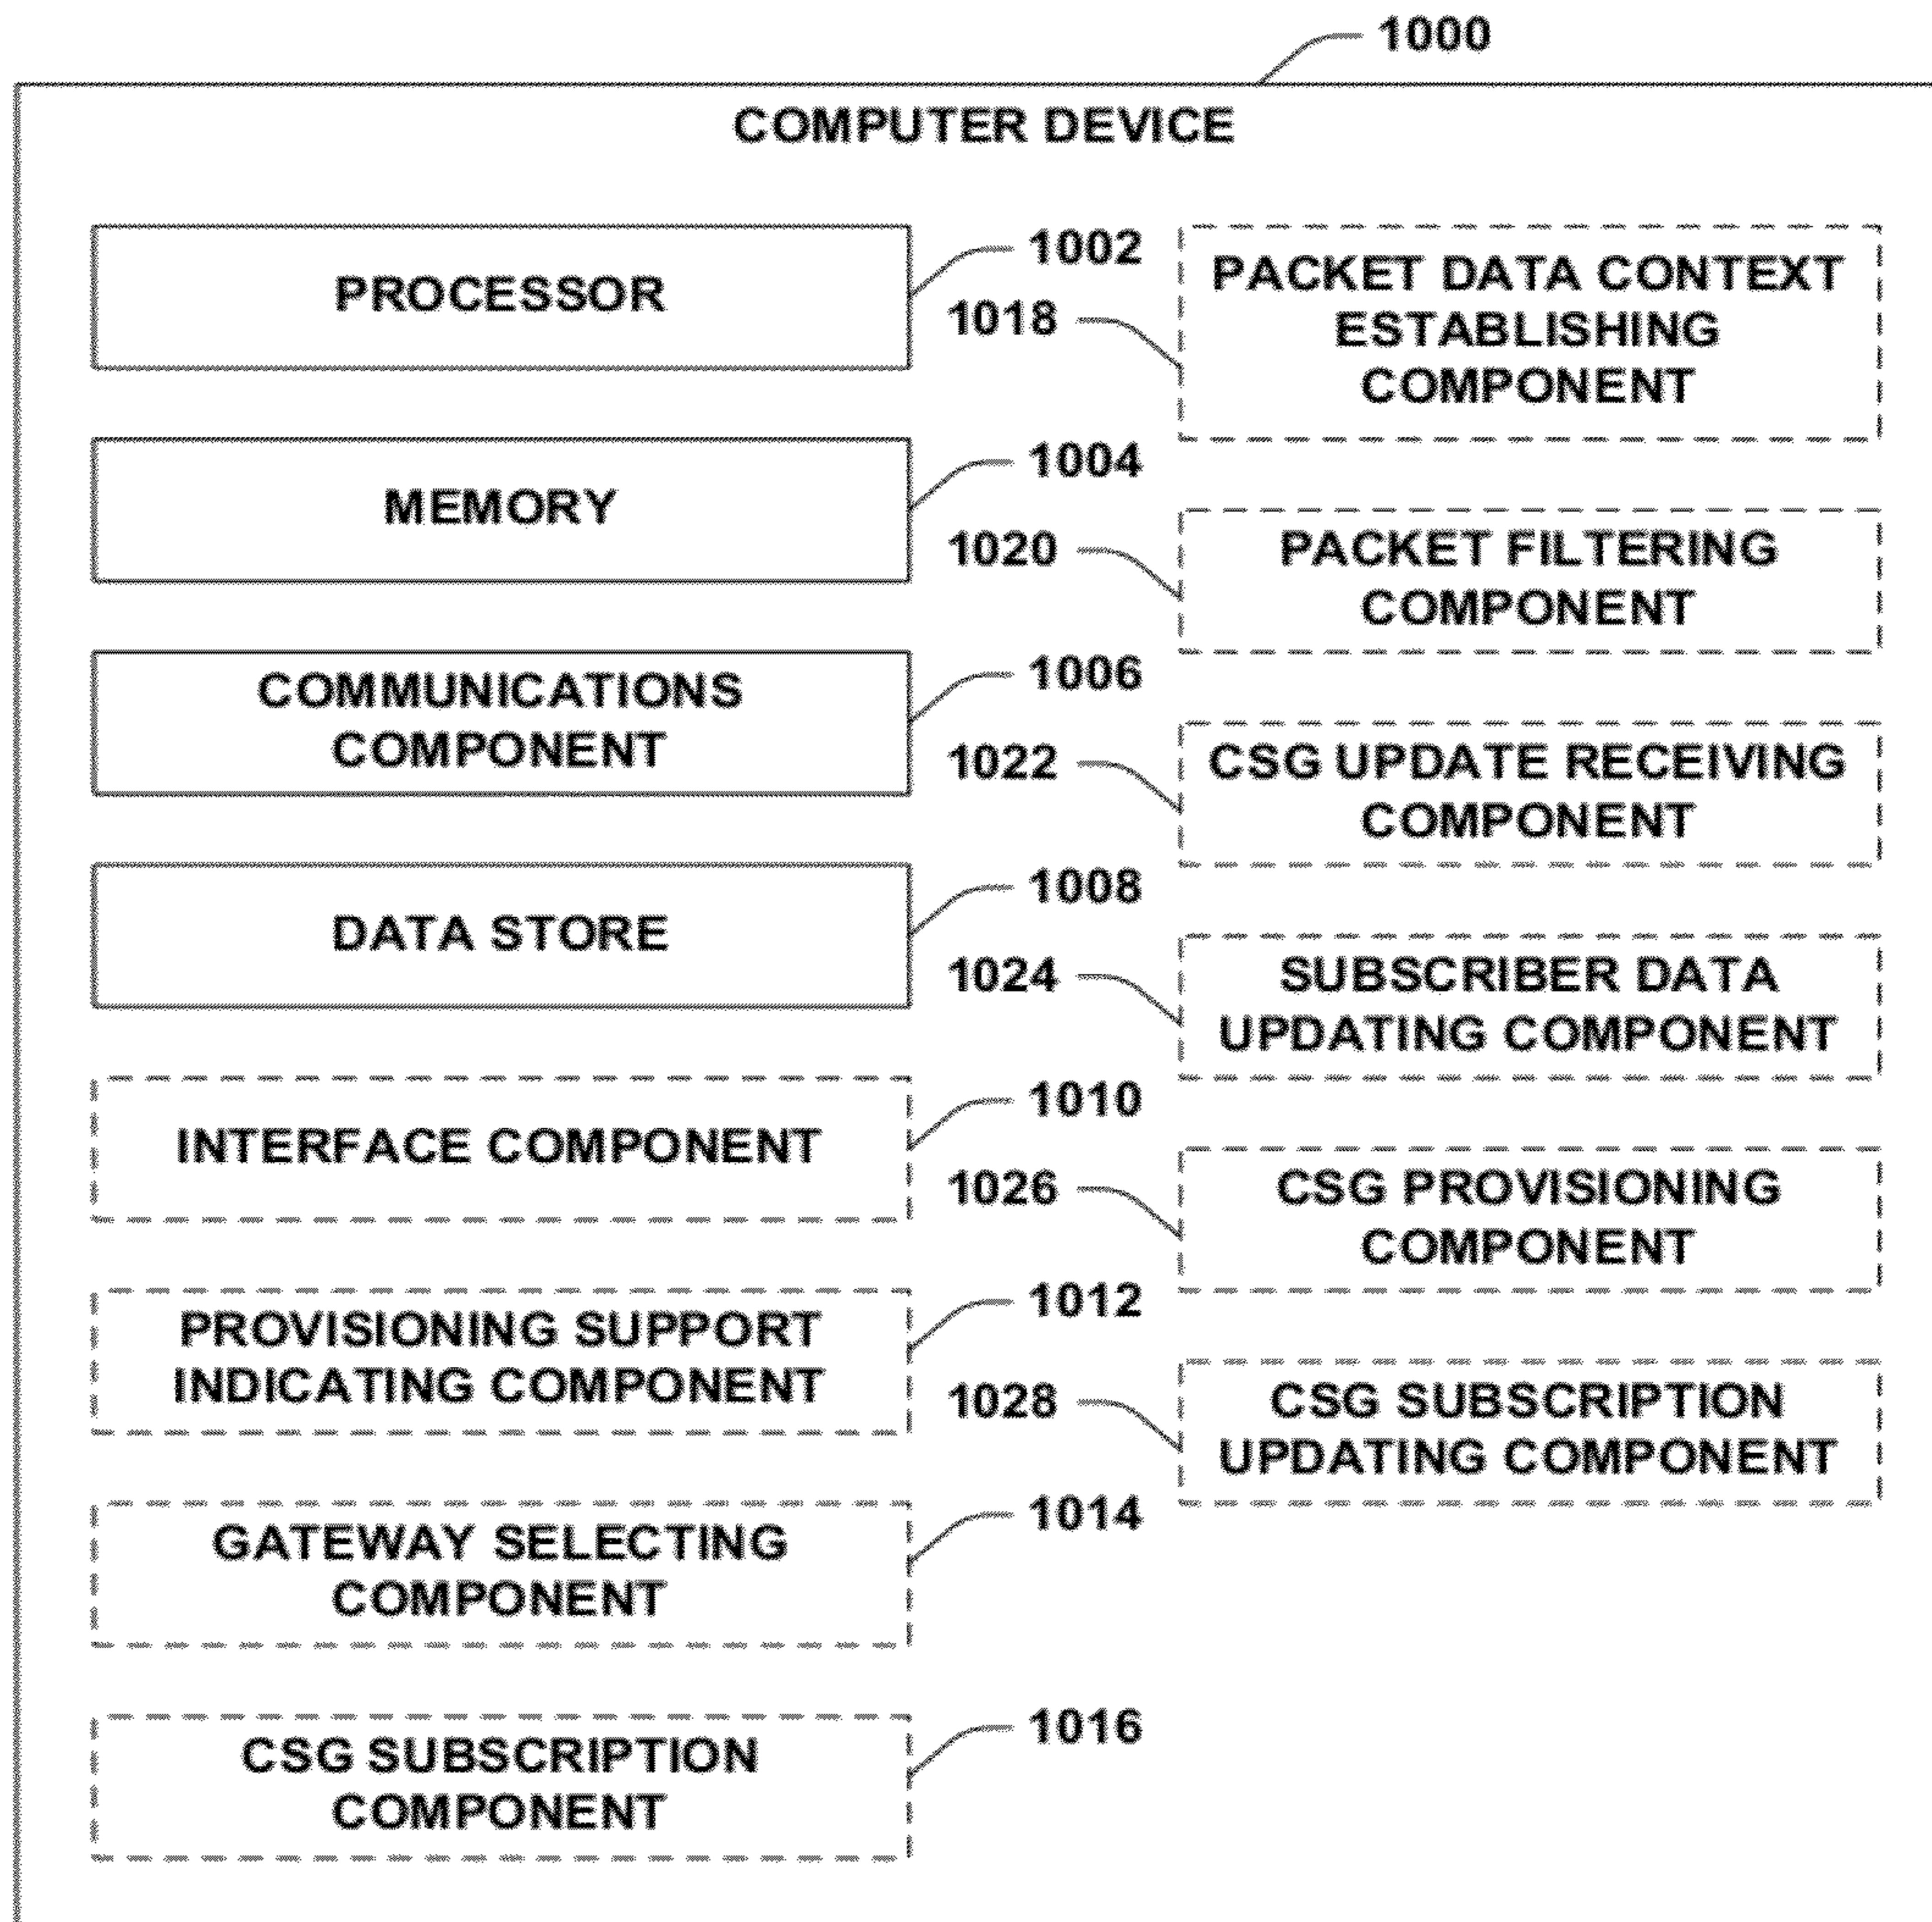 1000
COMPUTER DEVICE
PROCESSOR
1002
MEMORY
1004
COMMUNICATIONS
COMPONENT
1006
DATA STORE
1008
INTERFACE COMPONENT
1010
PROVISIONING SUPPORT
INDICATING COMPONENT
1012
GATEWAY SELECTING
COMPONENT
1014
CSG SUBSCRIPTION
COMPONENT
1016
1018
PACKET DATA CONTEXT
ESTABLISHING
COMPONENT
1020
PACKET FILTERING
COMPONENT
1022
CSG UPDATE RECEIVING
COMPONENT
1024
SUBSCRIBER DATA
UPDATING COMPONENT
1026
CSG PROVISIONING
COMPONENT
1028
CSG SUBSCRIPTION
UPDATING COMPONENT